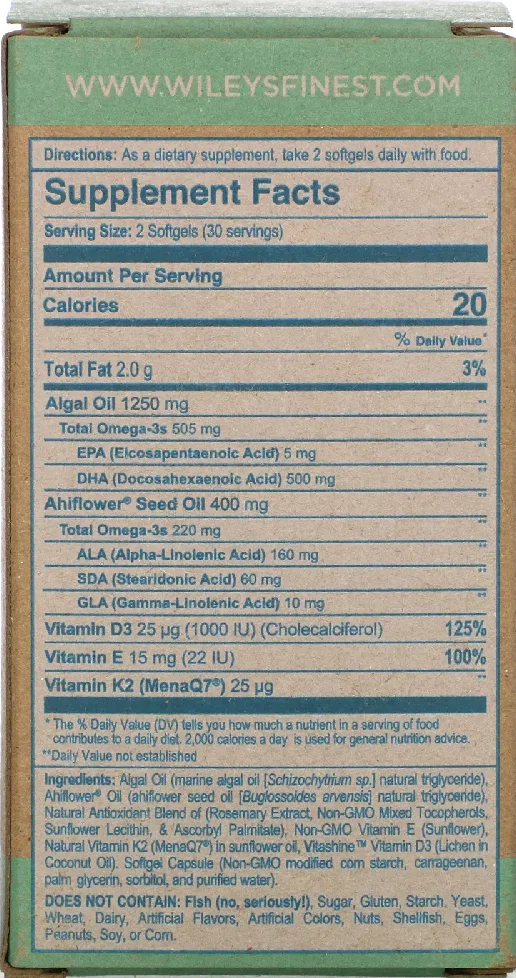 WWW.WILEYSFINEST.COM
Directions: As a dietary supplement, take 2 softgels daily with food.
Supplement Facts
Serving Size: 2 Softgels (30 servings)
Amount Per Serving
Calories 20
% Daily Value*
Total Fat 2.0 g 3%
Algal Oil 1250 mg **
Total Omega-3s 505 mg **
EPA (Eicosapentaenoic Acid) 5 mg **
DHA (Docosahexaenoic Acid) 500 mg **
Ahiflower® Seed Oil 400 mg **
Total Omega-3s 220 mg **
ALA (Alpha-Linolenic Acid) 160 mg **
SDA (Stearidonic Acid) 60 mg **
GLA (Gamma-Linolenic Acid) 10 mg **
Vitamin D3 25 µg (1000 IU) (Cholecalciferol) 125%
Vitamin E 15 mg (22 IU) 100%
Vitamin K2 (MenaQ7®) 25 µg **
* The % Daily Value (DV) tells you how much a nutrient in a serving of food
contributes to a daily diet. 2,000 calories a day is used for general nutrition advice.
**Daily Value not established
Ingredients: Algal Oil (marine algal oil [Schizochytrium sp.] natural triglyceride),
Ahiflower® Oil (ahiflower seed oil [Buglossoides arvensis] natural triglyceride),
Natural Antioxidant Blend of (Rosemary Extract, Non-GMO Mixed Tocopherols,
Sunflower Lecithin, & Ascorbyl Palmitate), Non-GMO Vitamin E (Sunflower),
Natural Vitamin K2 (MenaQ7®) in sunflower oil, Vitashine™ Vitamin D3 (Lichen in
Coconut Oil). Softgel Capsule (Non-GMO modified corn starch, carrageenan,
palm glycerin, sorbitol, and purified water).
DOES NOT CONTAIN: Fish (no, seriously!), Sugar, Gluten, Starch, Yeast,
Wheat, Dairy, Artificial Flavors, Artificial Colors, Nuts, Shellfish, Eggs,
Peanuts, Soy, or Corn.